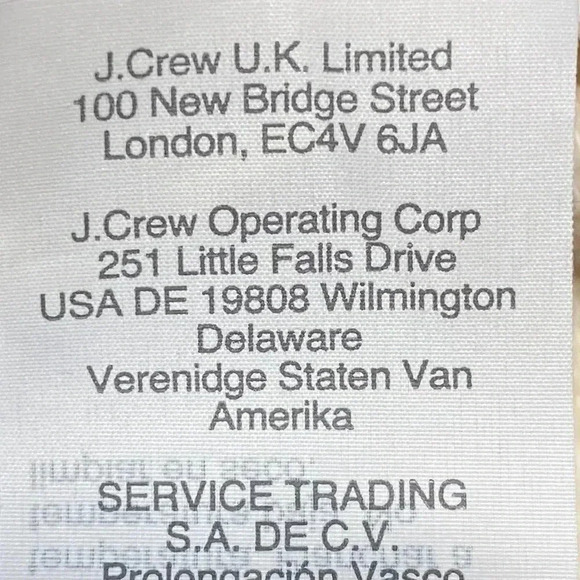 J.Crew U.K. Limited
100 New Bridge Street
London, EC4V 6JA
J.Crew Operating Corp
251 Little Falls Drive
USA DE 19808 Wilmington
Delaware
Verenidge Staten Van
Amerika
SERVICE TRADING
S.A. DE C.V.
Prolongación Vasco